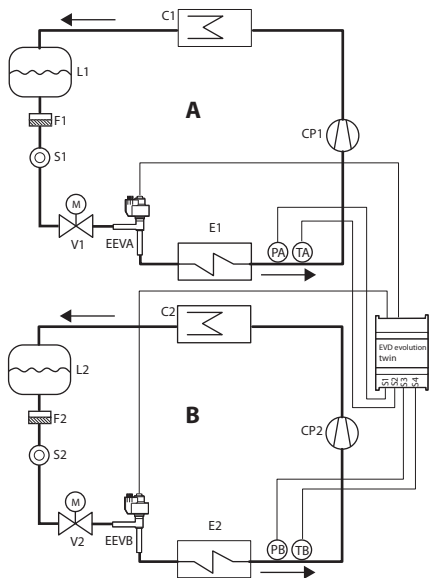 C1
L1
F1
S1
A
CP1
M
V1
EEVA
E1
PA
TA
C2
EVD evolution
twin
S1
S2
S3
S4
L2
F2
S2
B
CP2
M
V2
EEVB
E2
PB
TB